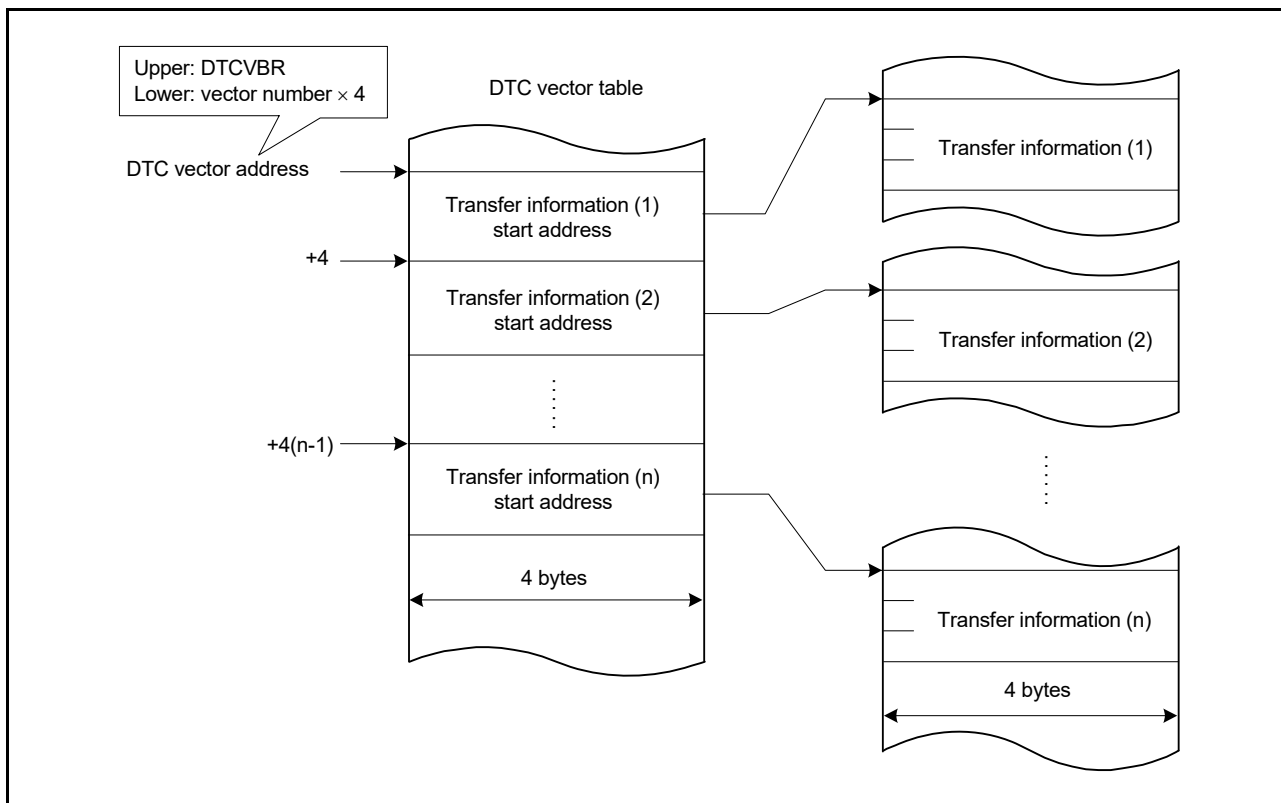 Upper: DTCVBR
Lower: vector number × 4
DTC vector table
DTC vector address
Transfer information (1)
start address
+4
Transfer information (2)
start address
+4(n-1)
Transfer information (n)
start address
4 bytes
Transfer information (1)
Transfer information (2)
Transfer information (n)
4 bytes